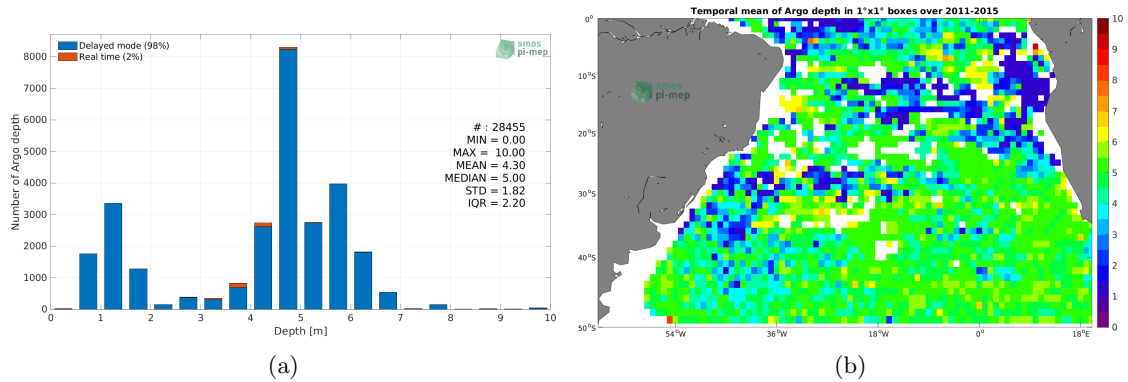 Delayed mode (98%)
Real time (2%)
smos
pi-mep
# : 28455
MIN = 0.00
MAX = 10.00
MEAN = 4.30
MEDIAN = 5.00
STD = 1.82
IQR = 2.20
Number of Argo depth
8000
7000
6000
5000
4000
3000
2000
1000
0
0 1 2 3 4 5 6 7 8 9 10
Depth [m]
(a)
Temporal mean of Argo depth in 1°x1° boxes over 2011-2015
smos
pi-mep
0°
10°S
20°S
30°S
40°S
50°S
54°W 36°W 18°W 0° 18°E
10
9
8
7
6
5
4
3
2
1
0
(b)